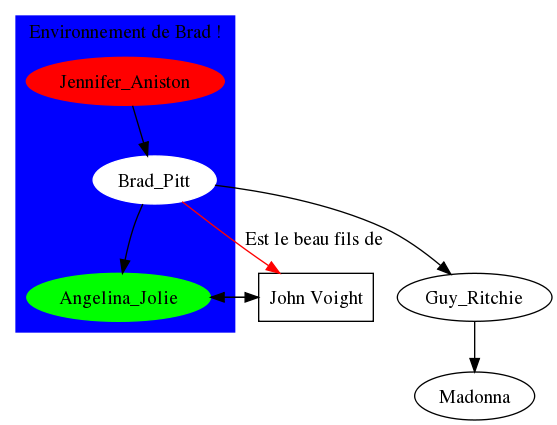 Environnement de Brad !
Jennifer_Aniston
Brad_Pitt
Est le beau fils de
Angelina_Jolie
John Voight
Guy_Ritchie
Madonna